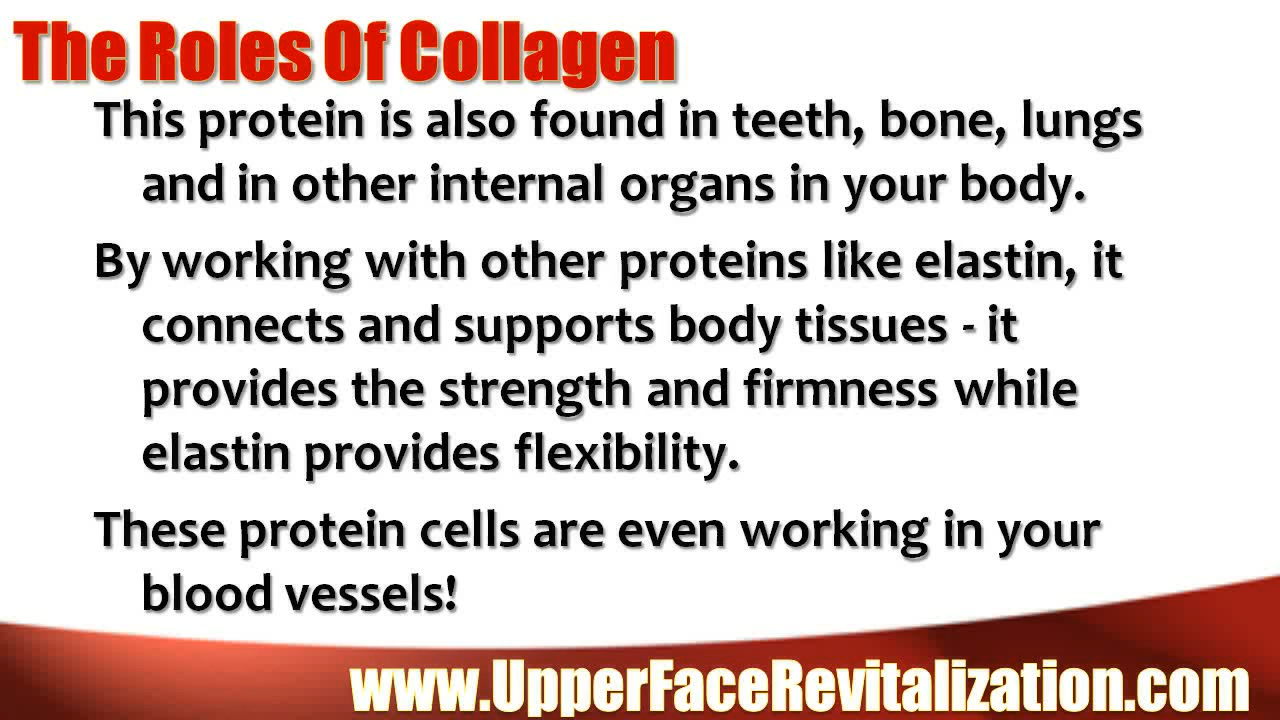 The Roles Of Collagen
This protein is also found in teeth, bone, lungs
and in other internal organs in your body.
By working with other proteins like elastin, it
connects and supports body tissues - it
provides the strength and firmness while
elastin provides flexibility.
These protein cells are even working in your
blood vessels!
www.UpperFaceRevitalization.com